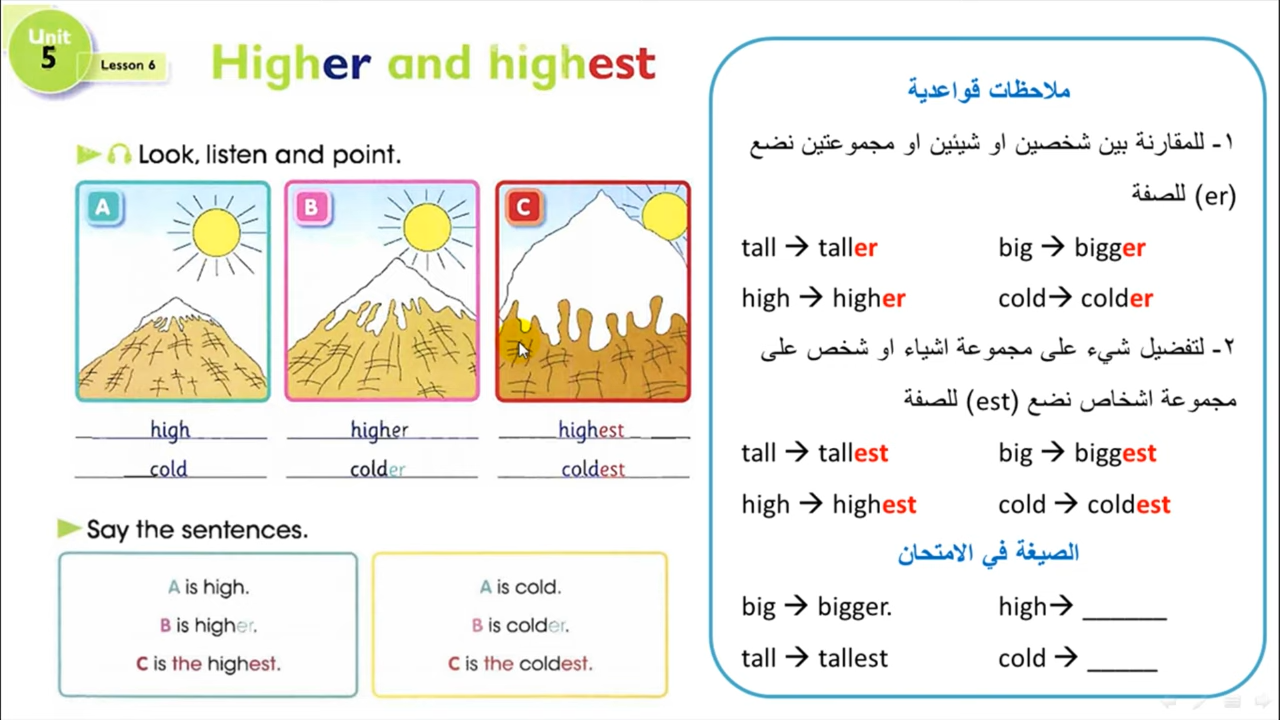 Unit
5
Lesson 6
Higher and highest
Look, listen and point.
A
B
C
high
higher
highest
cold
colder
coldest
Say the sentences.
A is high.
B is higher.
C is the highest.
A is cold.
B is colder.
C is the coldest.
ملاحظات قواعدية
١- للمقارنة بين شخصين او شيئين او مجموعتين نضع
(er) للصفة
tall → taller
big → bigger
high → higher
cold→ colder
٢- لتفضيل شيء على مجموعة اشياء او شخص على
مجموعة اشخاص نضع (est) للصفة
tall → tallest
big → biggest
high → highest
cold → coldest
الصيغة في الامتحان
big → bigger.
high→ ______
tall → tallest
cold → _____